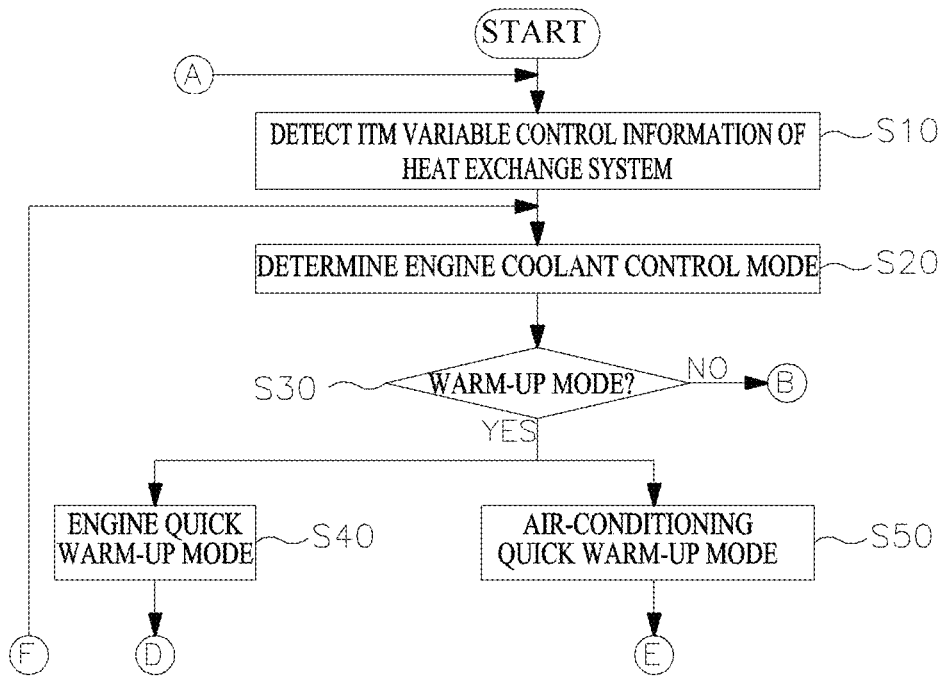 START
A
DETECT ITM VARIABLE CONTROL INFORMATION OF
HEAT EXCHANGE SYSTEM
S10
DETERMINE ENGINE COOLANT CONTROL MODE
S20
S30
WARM-UP MODE?
NO
B
YES
ENGINE QUICK
WARM-UP MODE
S40
AIR-CONDITIONING
QUICK WARM-UP MODE
S50
F
D
E